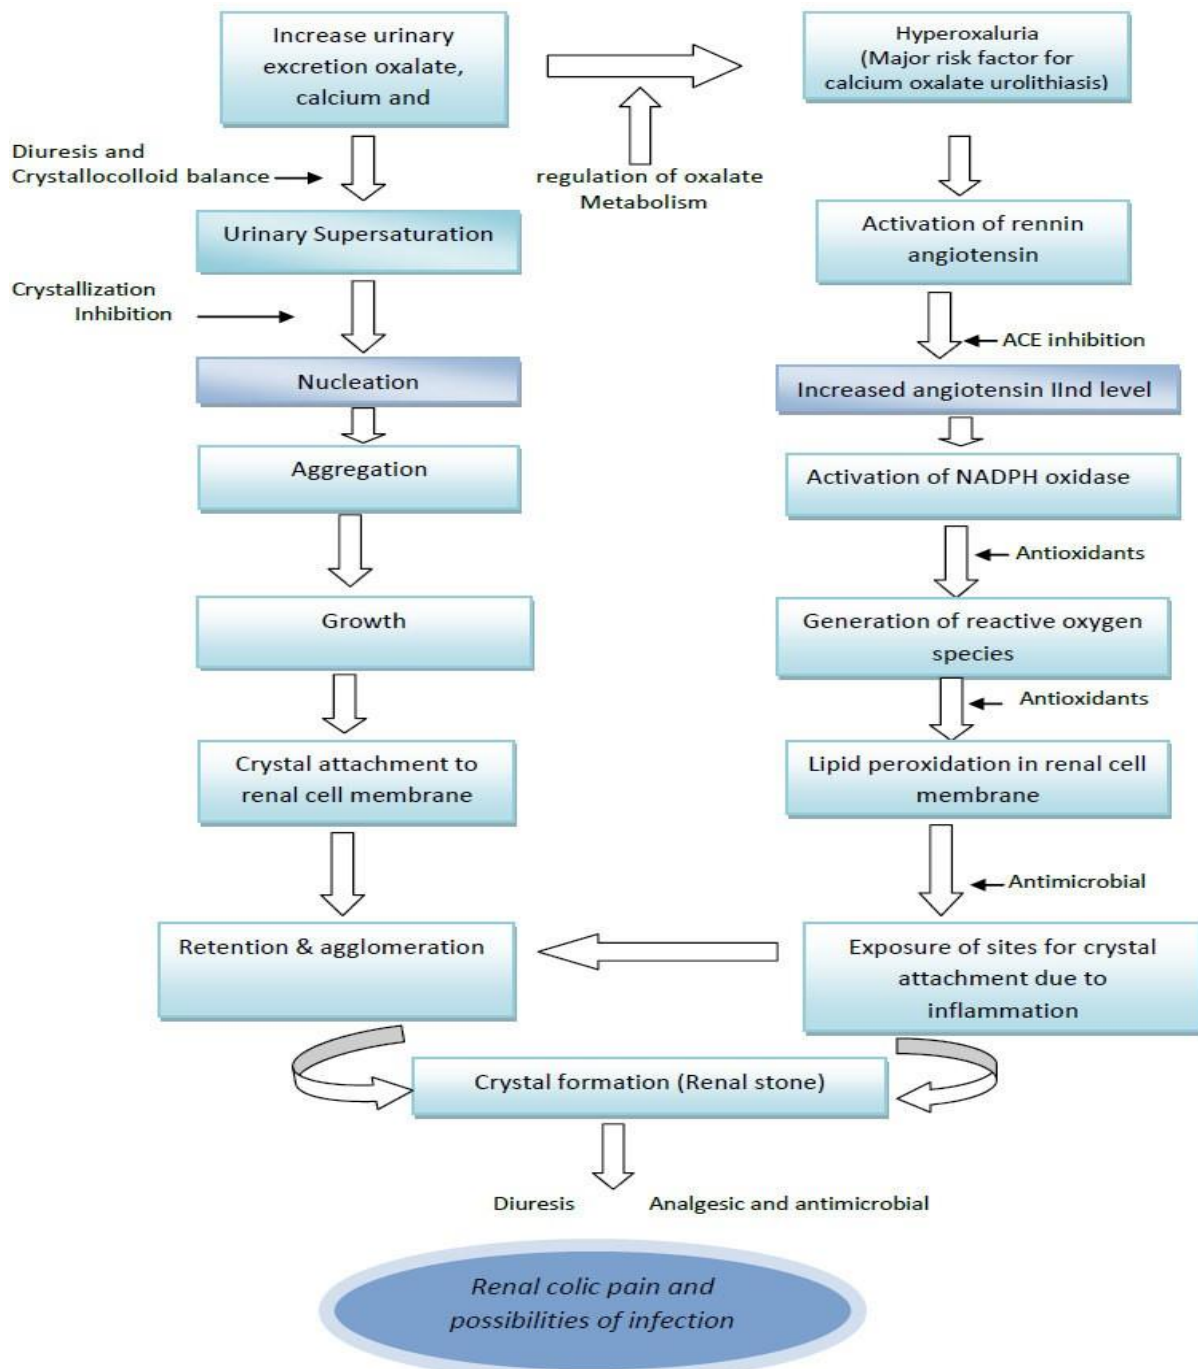 Increase urinary
excretion oxalate,
calcium and
Hyperoxaluria
(Major risk factor for
calcium oxalate urolithiasis)
Diuresis and
Crystallocolloid balance
regulation of oxalate
Metabolism
Urinary Supersaturation
Activation of rennin
angiotensin
Crystallization
Inhibition
ACE inhibition
Nucleation
Increased angiotensin IInd level
Aggregation
Activation of NADPH oxidase
Antioxidants
Growth
Generation of reactive oxygen
species
Antioxidants
Crystal attachment to
renal cell membrane
Lipid peroxidation in renal cell
membrane
Antimicrobial
Retention & agglomeration
Exposure of sites for crystal
attachment due to
inflammation
Crystal formation (Renal stone)
Diuresis
Analgesic and antimicrobial
Renal colic pain and
possibilities of infection